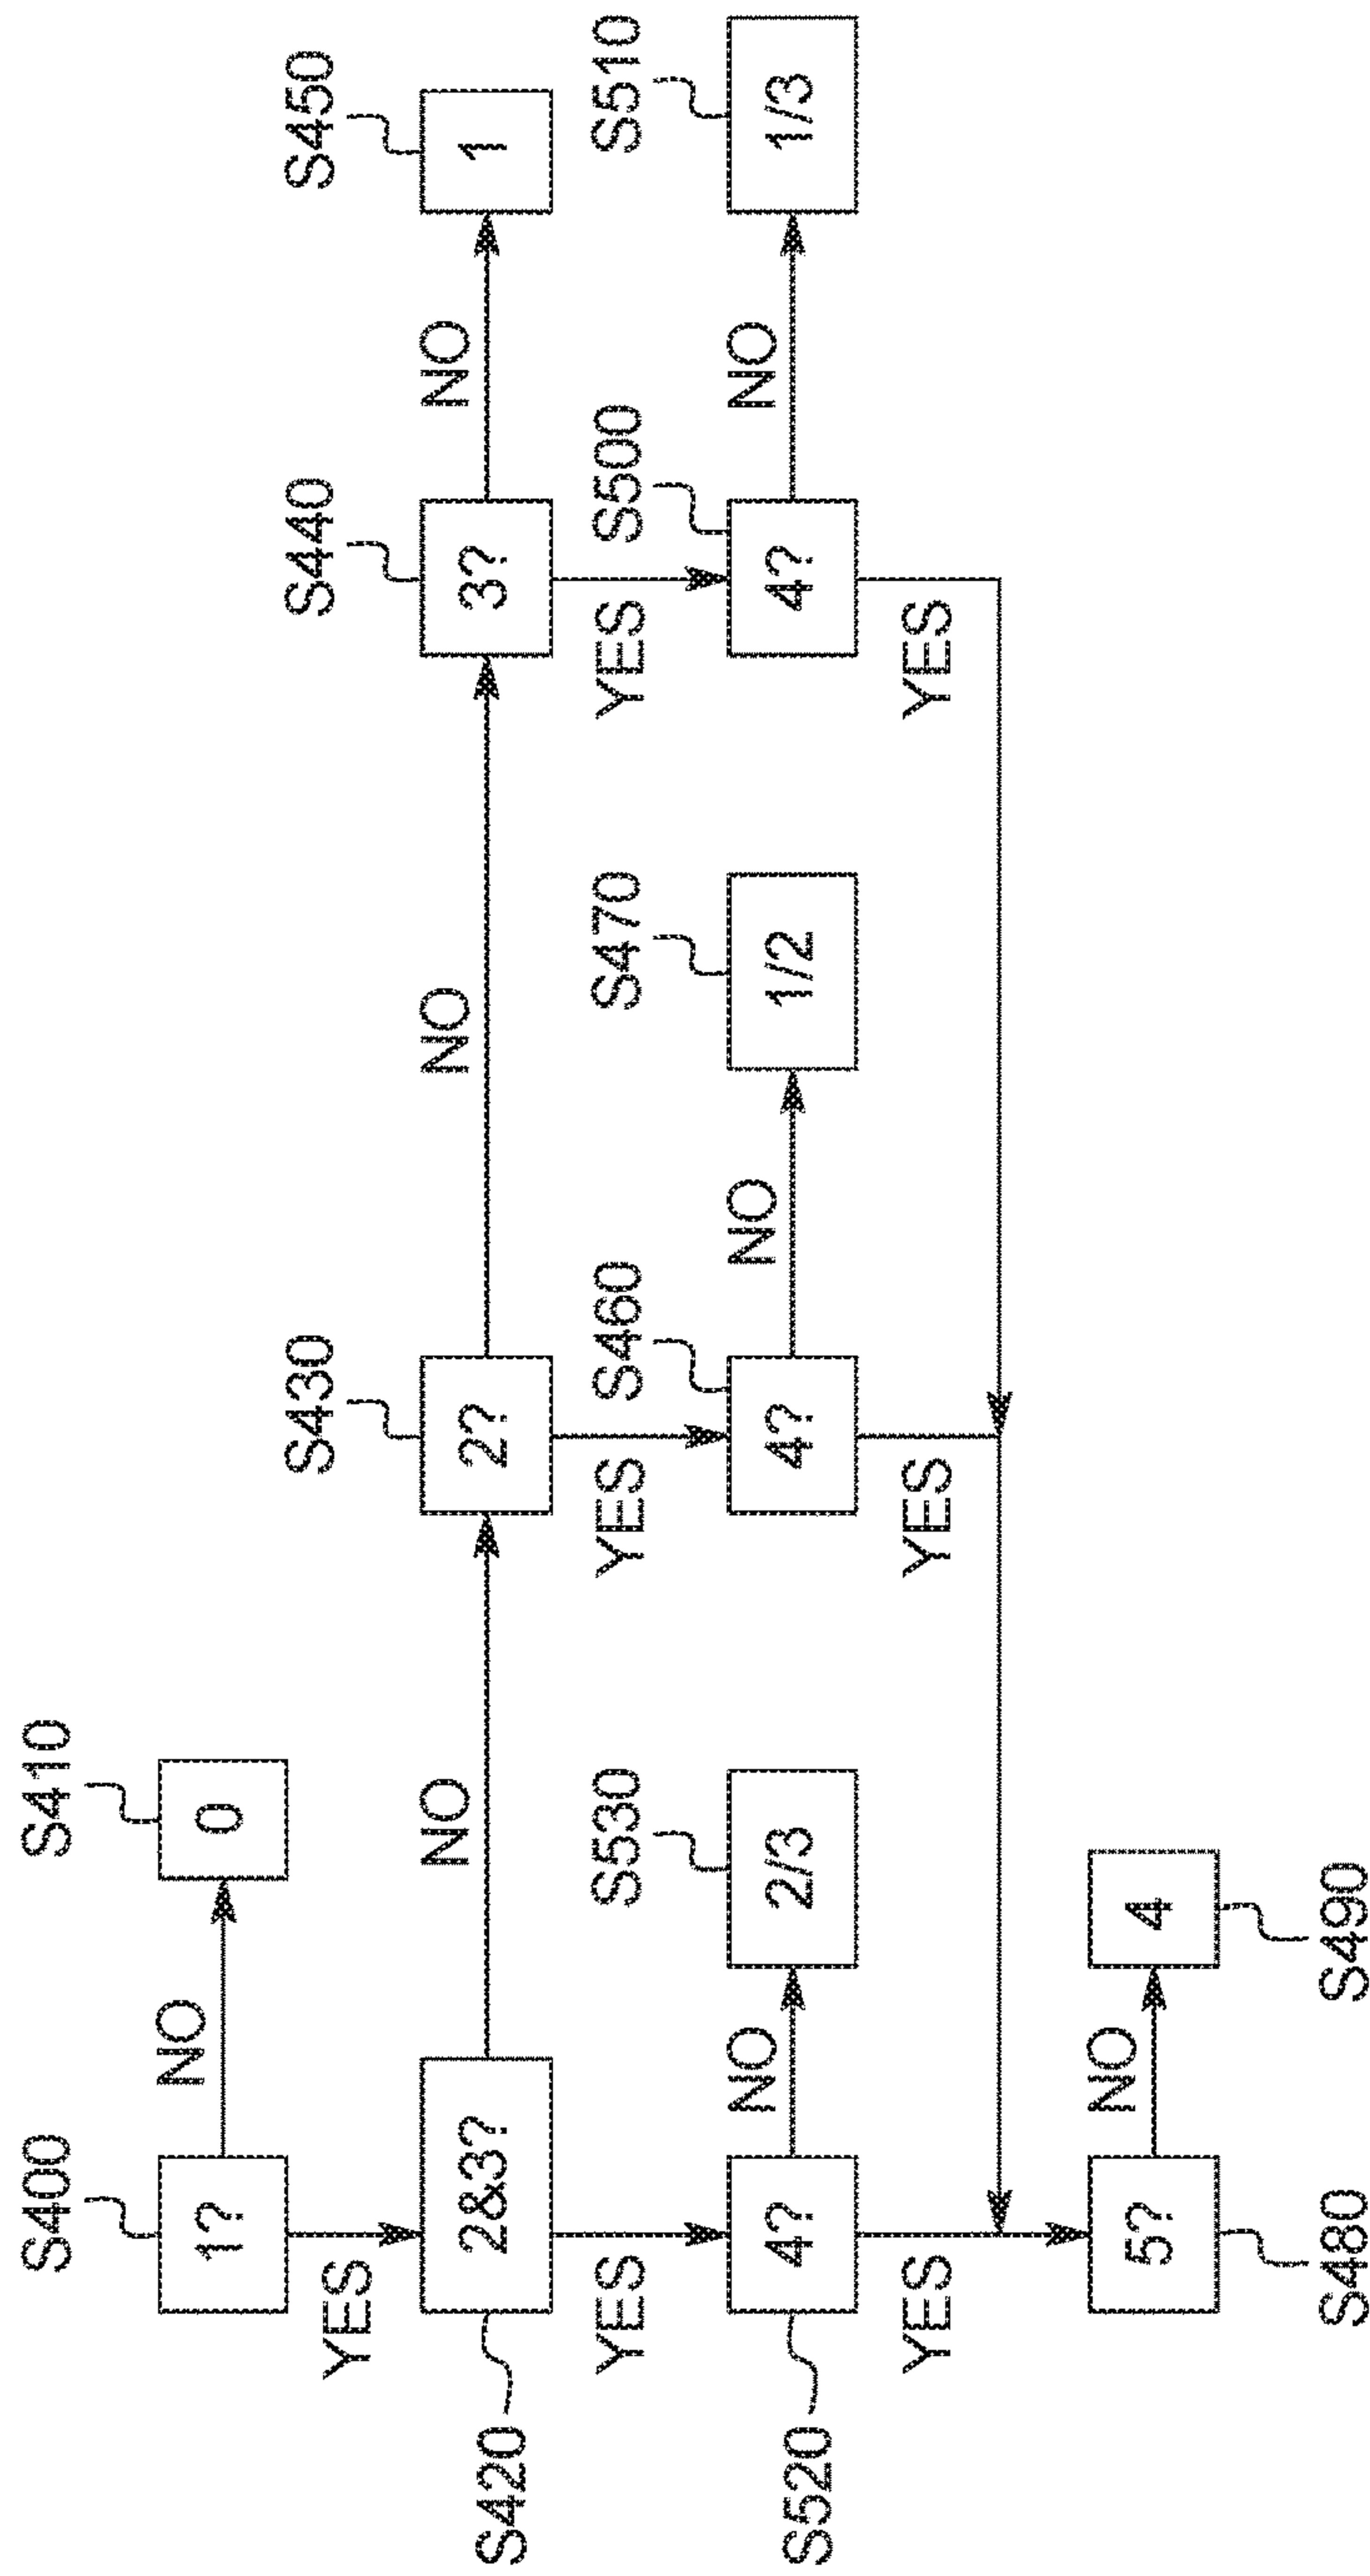 S400
1?
NO
S410
0
YES
S420
2&3?
NO
S430
2?
NO
S440
3?
NO
S450
1
YES
YES
YES
S520
4?
NO
S530
2/3
S460
4?
NO
S470
1/2
S500
4?
NO
S510
1/3
YES
YES
YES
5?
NO
4
S480
S490